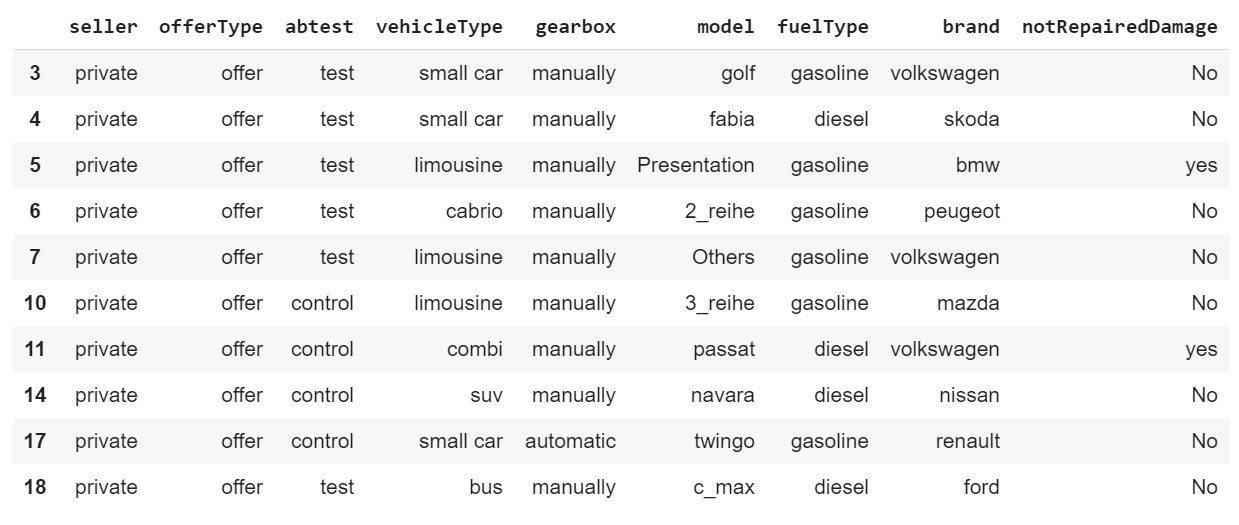 seller offerType abtest vehicleType gearbox model fuelType brand notRepairedDamage
3 private offer test small car manually golf gasoline volkswagen No
4 private offer test small car manually fabia diesel skoda No
5 private offer test limousine manually Presentation gasoline bmw yes
6 private offer test cabrio manually 2_reihe gasoline peugeot No
7 private offer test limousine manually Others gasoline volkswagen No
10 private offer control limousine manually 3_reihe gasoline mazda No
11 private offer control combi manually passat diesel volkswagen yes
14 private offer control suv manually navara diesel nissan No
17 private offer control small car automatic twingo gasoline renault No
18 private offer test bus manually c_max diesel ford No